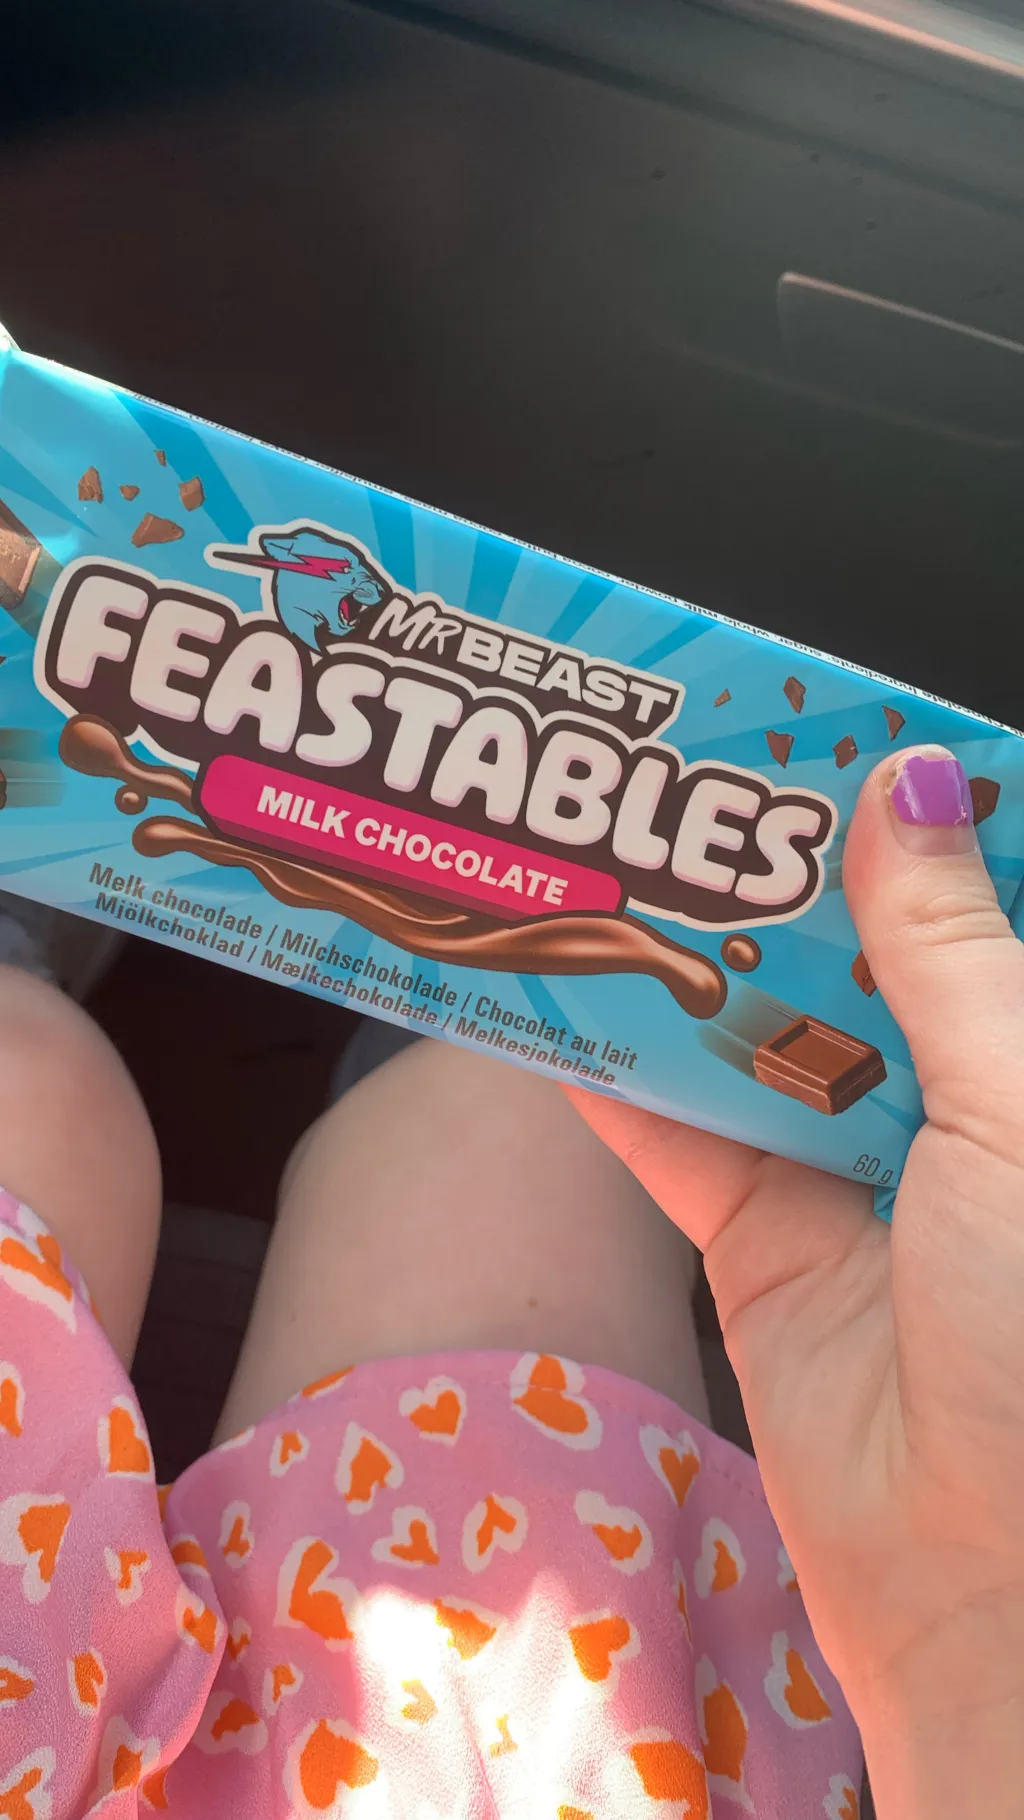 MR BEAST
FEASTABLES
MILK CHOCOLATE
Melk chocolade / Milchschokolade / Chocolat au lait
Mjölkchoklad / Mælkechokolade / Melkesjokolade
60 g